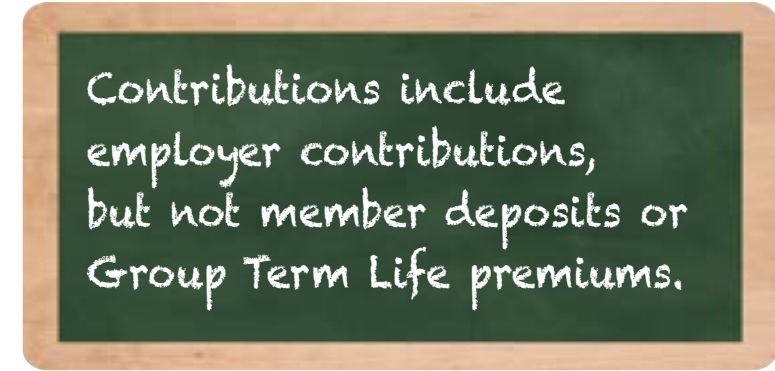 Contributions include
employer contributions,
but not member deposits or
Group Term Life premiums.